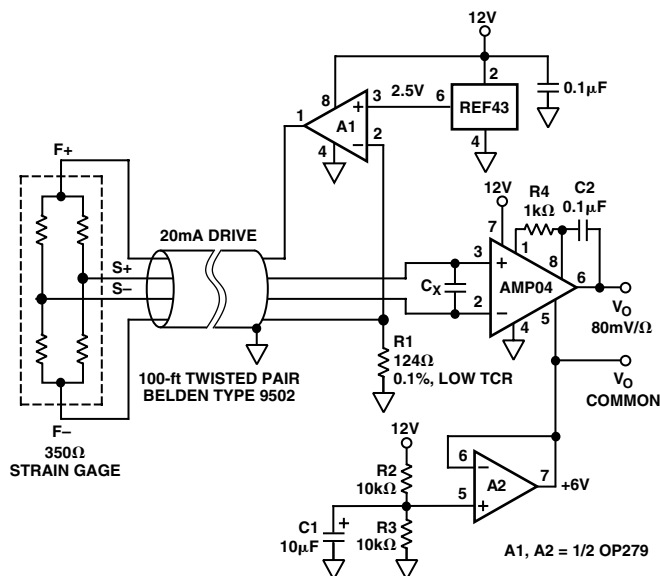 12V
2
0.1µF
REF43
6
4
2.5V
8
3
+
A1
1
2
–
4
F+
20mA DRIVE
S+
S–
F–
350Ω
STRAIN GAGE
100-ft TWISTED PAIR
BELDEN TYPE 9502
R1
124Ω
0.1%, LOW TCR
12V
7
R4
1kΩ
C2
0.1µF
1
8
3
+
CX
AMP04
6
2
–
5
4
VO
80mV/Ω
VO
COMMON
12V
R2
10kΩ
R3
10kΩ
C1
+
10µF
6
–
A2
7
+6V
5
+
A1, A2 = 1/2 OP279